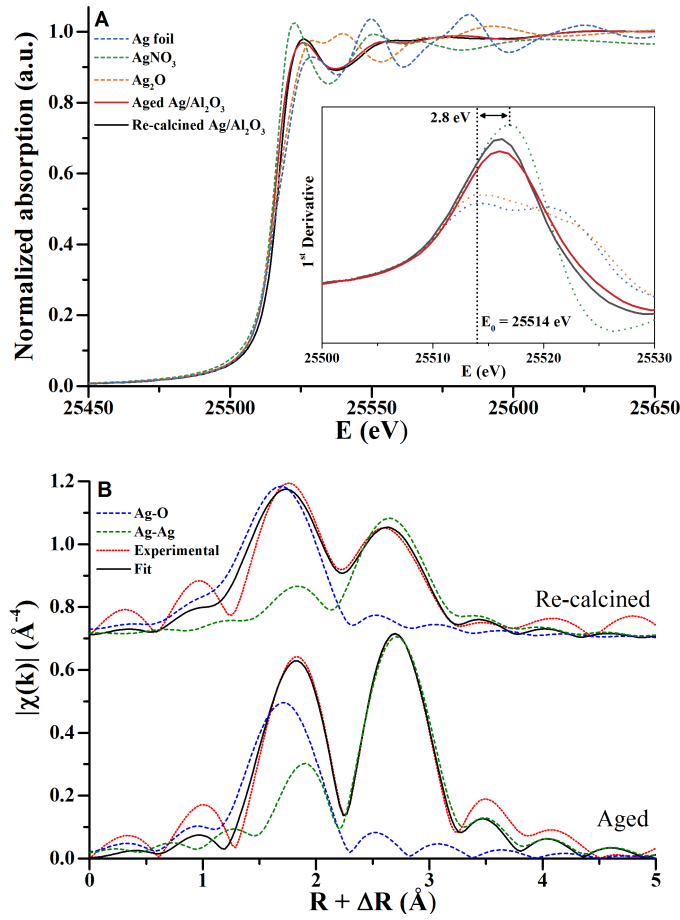 A
Normalized absorption (a.u.)
1.0
0.8
0.6
0.4
0.2
0.0
Ag foil
AgNO₃
Ag₂O
Aged Ag/Al₂O₃
Re-calcined Ag/Al₂O₃
2.8 eV
1ˢᵗ Derivative
E₀ = 25514 eV
25500 25510 25520 25530
E (eV)
25450 25500 25550 25600 25650
E (eV)
B
|χ(k)| (Å⁻⁴)
1.2
1.0
0.8
0.6
0.4
0.2
0.0
Ag-O
Ag-Ag
Experimental
Fit
Re-calcined
Aged
0 1 2 3 4 5
R + ΔR (Å)